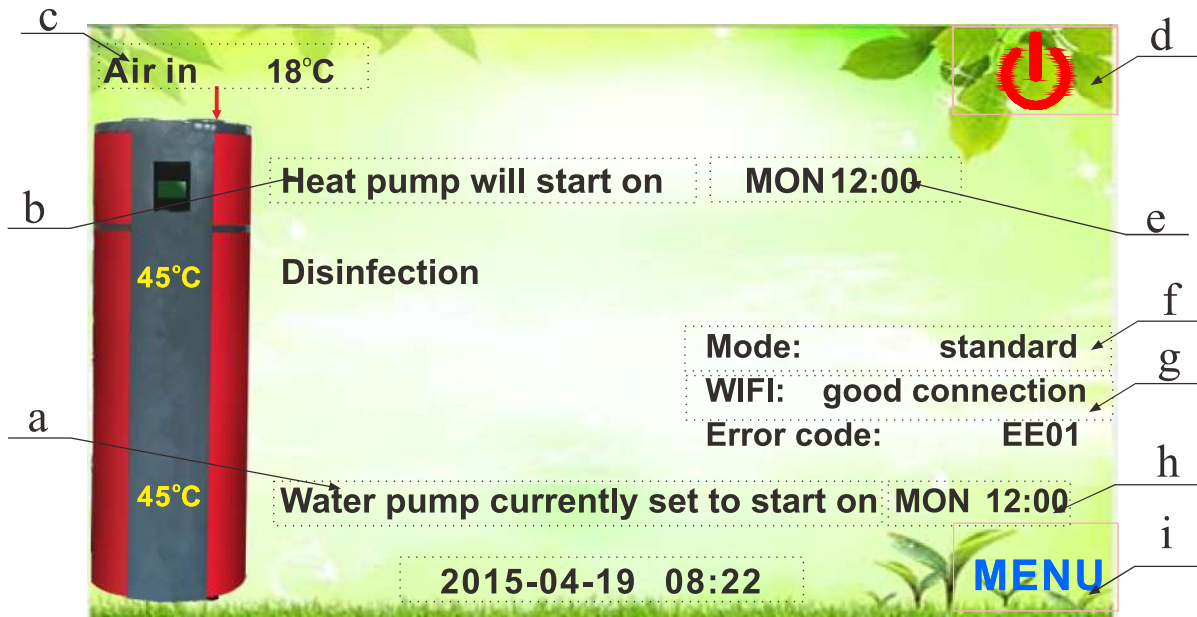 c
d
Air in 18°C
Heat pump will start on MON 12:00
b
e
45°C
Disinfection
f
Mode: standard
g
WIFI: good connection
a
Error code: EE01
h
45°C
Water pump currently set to start on MON 12:00
i
MENU
2015-04-19 08:22